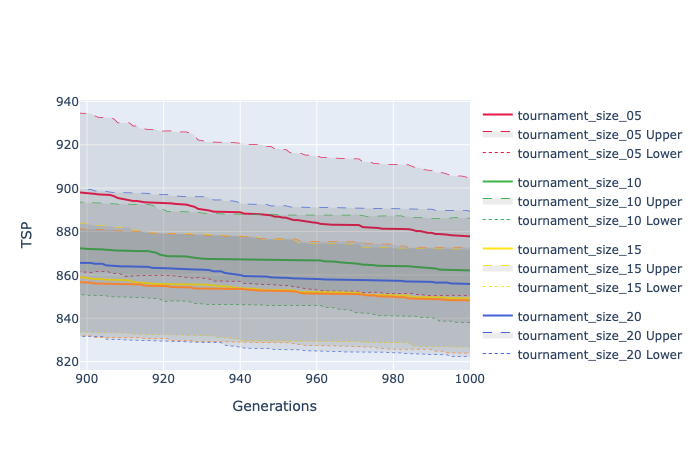 TSP
940
920
900
880
860
840
820
900
920
940
960
980
1000
Generations
tournament_size_05
tournament_size_05 Upper
tournament_size_05 Lower
tournament_size_10
tournament_size_10 Upper
tournament_size_10 Lower
tournament_size_15
tournament_size_15 Upper
tournament_size_15 Lower
tournament_size_20
tournament_size_20 Upper
tournament_size_20 Lower